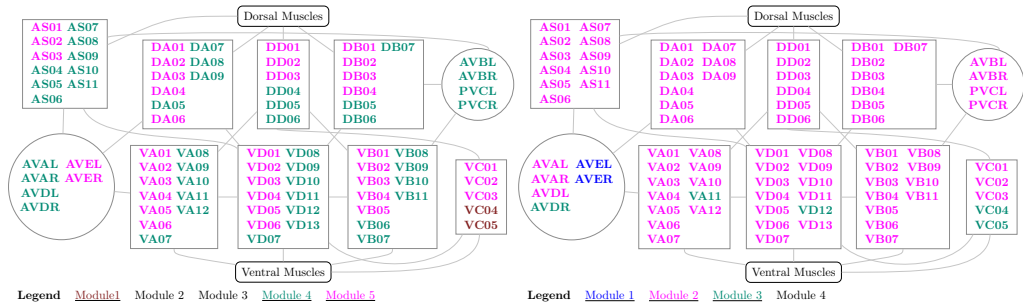 Dorsal Muscles
AS01 AS07
AS02 AS08
AS03 AS09
AS04 AS10
AS05 AS11
AS06
DA01 DA07
DA02 DA08
DA03 DA09
DA04
DA05
DA06
DD01
DD02
DD03
DD04
DD05
DD06
DB01 DB07
DB02
DB03
DB04
DB05
DB06
AVBL
AVBR
PVCL
PVCR
AVAL AVEL
AVAR AVER
AVDL
AVDR
VA01 VA08
VA02 VA09
VA03 VA10
VA04 VA11
VA05 VA12
VA06
VA07
VD01 VD08
VD02 VD09
VD03 VD10
VD04 VD11
VD05 VD12
VD06 VD13
VD07
VB01 VB08
VB02 VB09
VB03 VB10
VB04 VB11
VB05
VB06
VB07
VC01
VC02
VC03
VC04
VC05
Ventral Muscles
Legend Module1 Module 2 Module 3 Module 4 Module 5
Dorsal Muscles
AS01 AS07
AS02 AS08
AS03 AS09
AS04 AS10
AS05 AS11
AS06
DA01 DA07
DA02 DA08
DA03 DA09
DA04
DA05
DA06
DD01
DD02
DD03
DD04
DD05
DD06
DB01 DB07
DB02
DB03
DB04
DB05
DB06
AVBL
AVBR
PVCL
PVCR
AVAL AVEL
AVAR AVER
AVDL
AVDR
VA01 VA08
VA02 VA09
VA03 VA10
VA04 VA11
VA05 VA12
VA06
VA07
VD01 VD08
VD02 VD09
VD03 VD10
VD04 VD11
VD05 VD12
VD06 VD13
VD07
VB01 VB08
VB02 VB09
VB03 VB10
VB04 VB11
VB05
VB06
VB07
VC01
VC02
VC03
VC04
VC05
Ventral Muscles
Legend Module 1 Module 2 Module 3 Module 4